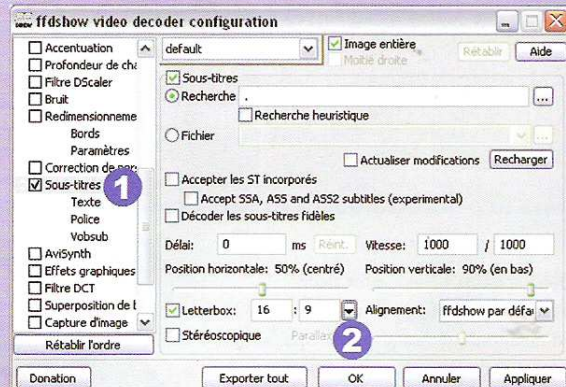 ffdshow video decoder configuration
Accentuation
Profondeur de cha
Filtre DScaler
Bruit
Redimensionneme
Bords
Paramètres
Correction de per
Sous-titres
Texte
Police
Vobsub
AviSynth
Effets graphiques
Filtre DCT
Superposition de t
Capture d'image
Rétablir l'ordre
1
default
Image entière
Moitié droite
Rétablir
Aide
Sous-titres
Recherche .
...
Recherche heuristique
Fichier
...
Actualiser modifications
Recharger
Accepter les ST incorporés
Accept SSA, ASS and ASS2 subtitles (experimental)
Décoder les sous-titres fidèles
Délai: 0 ms Réint. Vitesse: 1000 / 1000
Position horizontale: 50% (centré) Position verticale: 90% (en bas)
Letterbox: 16 : 9 Alignement: ffdshow par défa
Stéréoscopique
2
Donation
Exporter tout
OK
Annuler
Appliquer